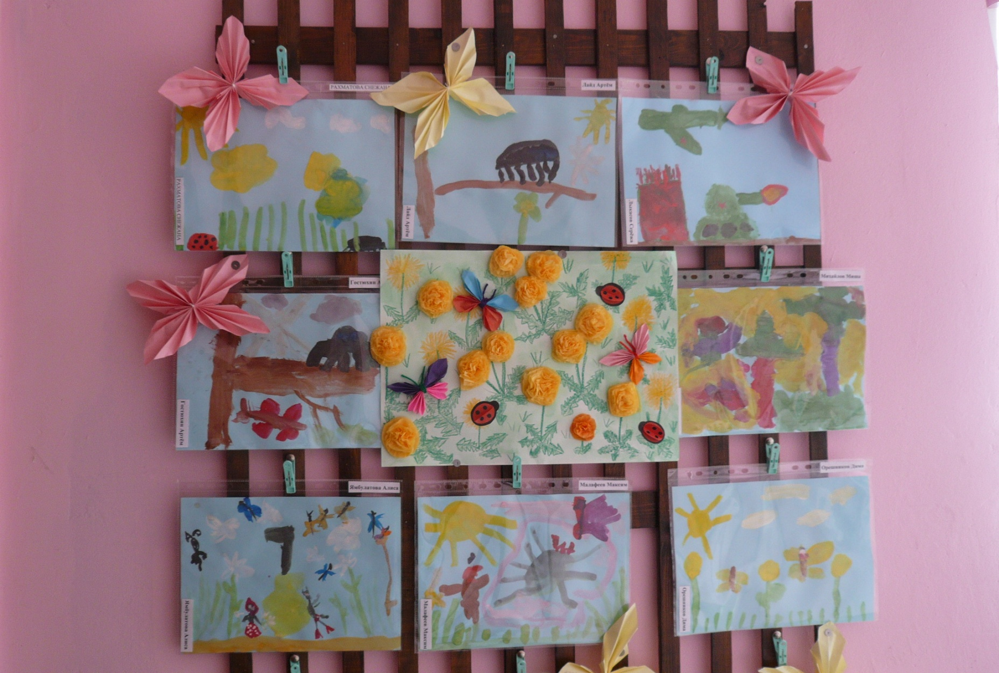 РАХМАТОВА СНЕЖАНА
Лайд Артём
РАХМАТОВА СНЕЖАНА
Лайд Артём
Серёжа
Гостюхин А
Михайлов Миша
Гостюхин Артём
Ямбулатова Алиса
Малафеев Максим
Орешников Дима
Ямбулатова Алиса
Малафеев Максим
Орешников Дима